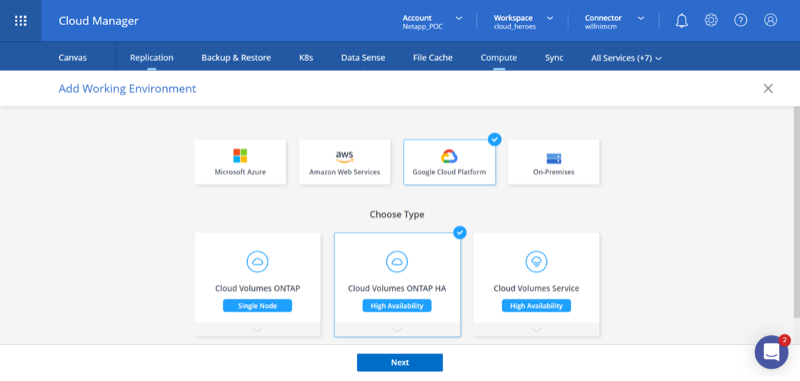 Cloud Manager
Account
Netapp_POC
Workspace
cloud_heroes
Connector
willnimcm
Canvas
Replication
Backup & Restore
K8s
Data Sense
File Cache
Compute
Sync
All Services (+7)
Add Working Environment
Microsoft Azure
aws
Amazon Web Services
Google Cloud Platform
On-Premises
Choose Type
Cloud Volumes ONTAP
Single Node
Cloud Volumes ONTAP HA
High Availability
Cloud Volumes Service
High Availability
2
Next